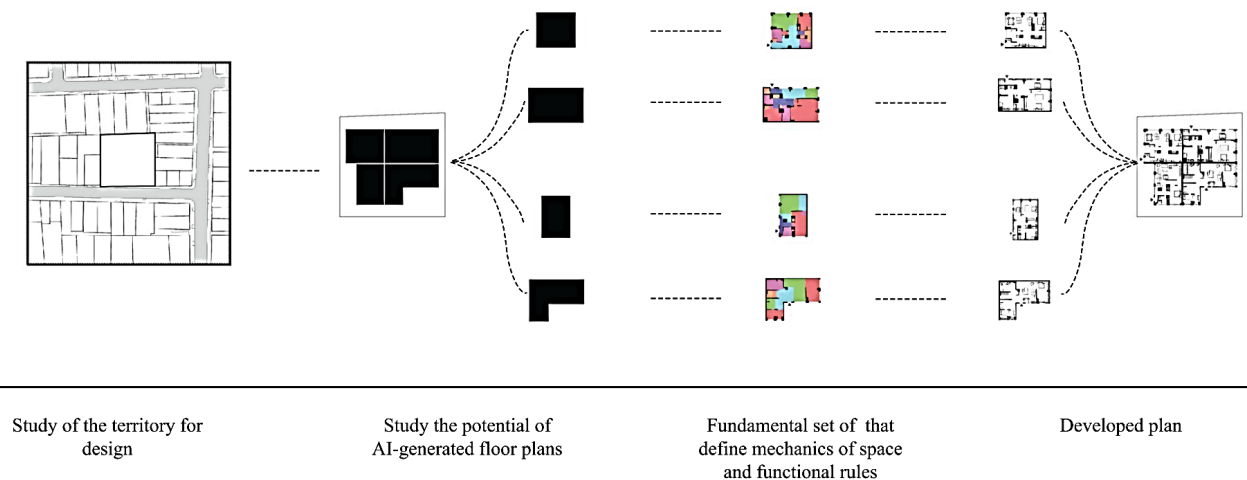 Study of the territory for
design
Study the potential of
AI-generated floor plans
Fundamental set of  that
define mechanics of space
and functional rules
Developed plan